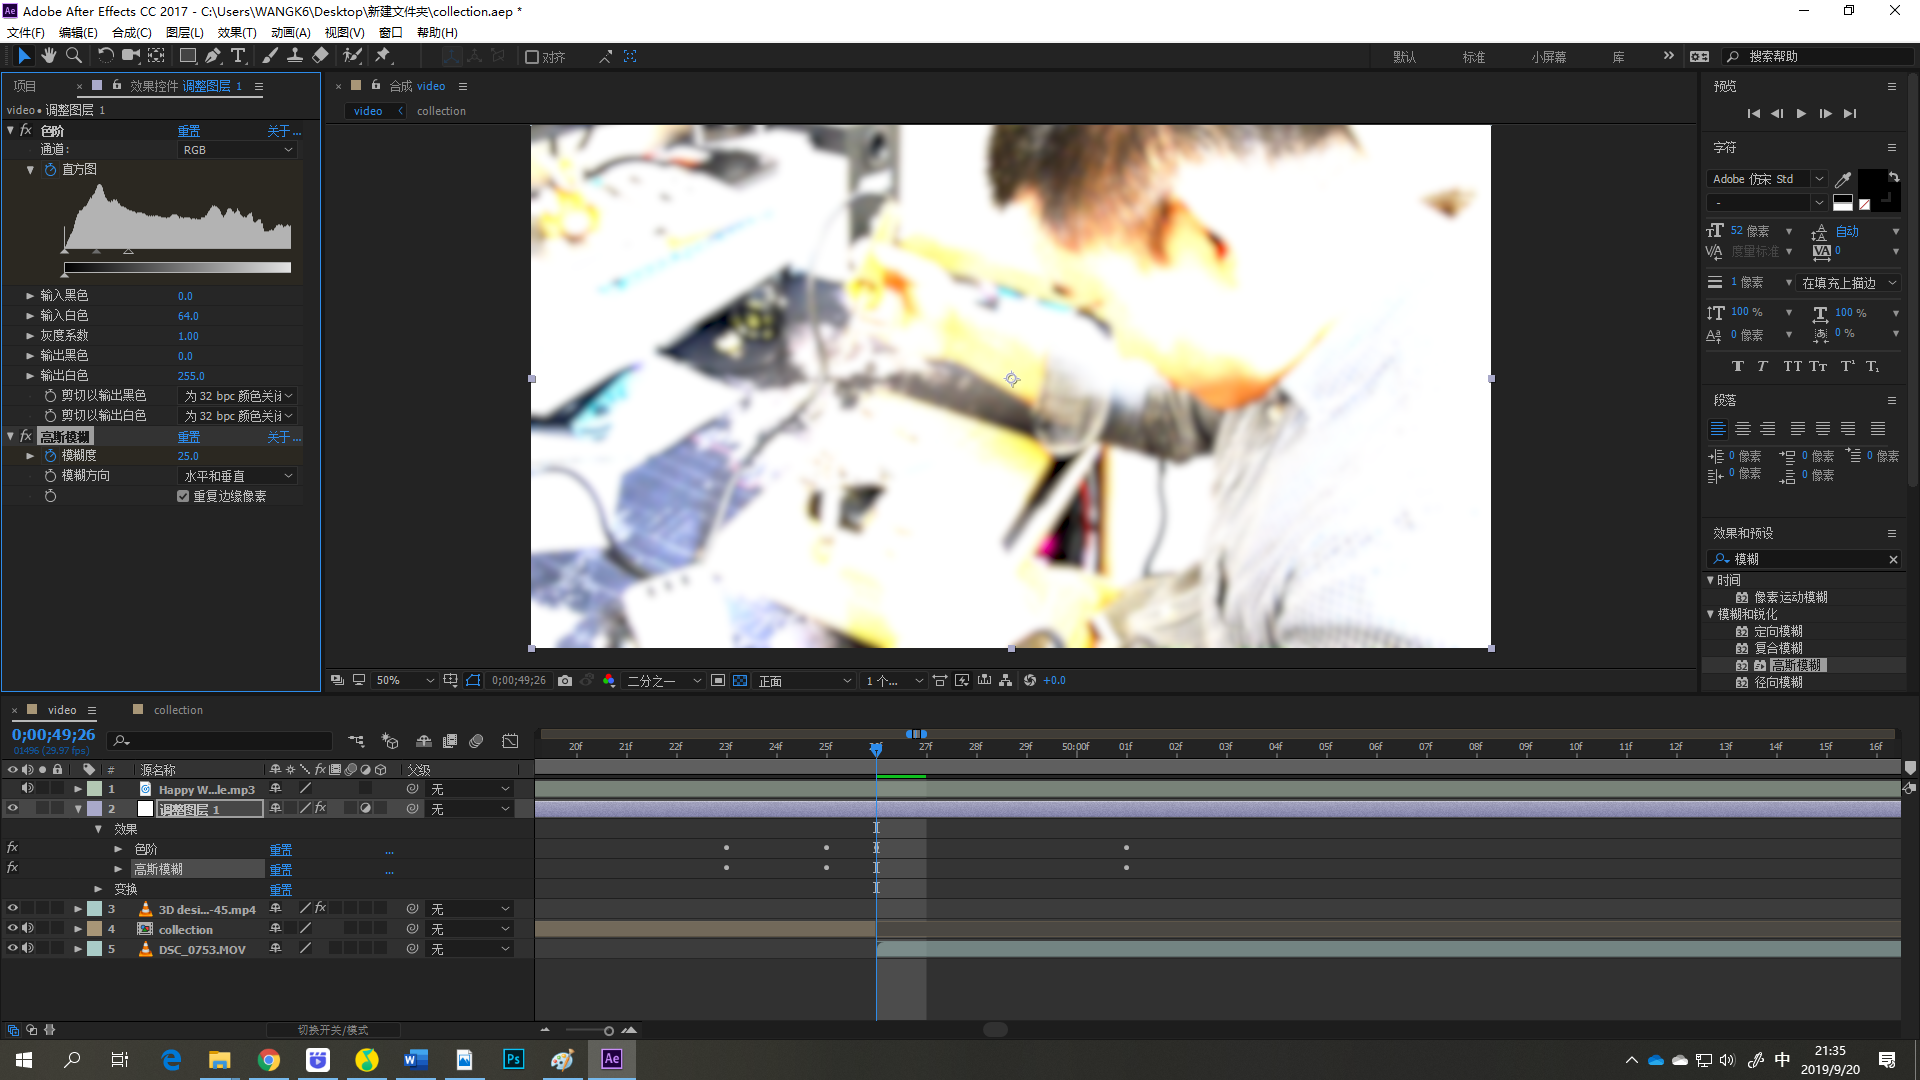 Adobe After Effects CC 2017 - C:\Users\WANGK6\Desktop\新建文件夹\collection.aep *
文件(F) 编辑(E) 合成(C) 图层(L) 效果(T) 动画(A) 视图(V) 窗口 帮助(H)
对齐 默认 标准 小屏幕 库 搜索帮助
项目 效果控件 调整图层 1
video • 调整图层 1
fx 色阶 重置 关于...
通道: RGB
直方图
输入黑色 0.0
输入白色 64.0
灰度系数 1.00
输出黑色 0.0
输出白色 255.0
剪切以输出黑色 为 32 bpc 颜色关闭
剪切以输出白色 为 32 bpc 颜色关闭
fx 高斯模糊 重置 关于...
模糊度 25.0
模糊方向 水平和垂直
重复边缘像素
合成 video
video collection
50% 0;00;49;26 二分之一 正面 1 个... +0.0
预览
字符
Adobe 仿宋 Std
-
52 像素 自动
度量标准 0
1 像素 在填充上描边
100 % 100 %
0 像素 0 %
段落
0 像素 0 像素 0 像素
0 像素 0 像素
效果和预设
模糊
时间
像素运动模糊
模糊和锐化
定向模糊
复合模糊
高斯模糊
径向模糊
video collection
0;00;49;26
01496 (29.97 fps)
20f 21f 22f 23f 24f 25f 27f 28f 29f 50:00f 01f 02f 03f 04f 05f 06f 07f 08f 09f 10f 11f 12f 13f 14f 15f 16f
# 源名称 fx 父级
1 Happy W...le.mp3 无
2 调整图层 1 fx 无
效果
fx 色阶 重置 ...
fx 高斯模糊 重置 ...
变换 重置
3 3D desi...-45.mp4 fx 无
4 collection 无
5 DSC_0753.MOV 无
切换开关/模式
Ps Ae 中 21:35
2019/9/20